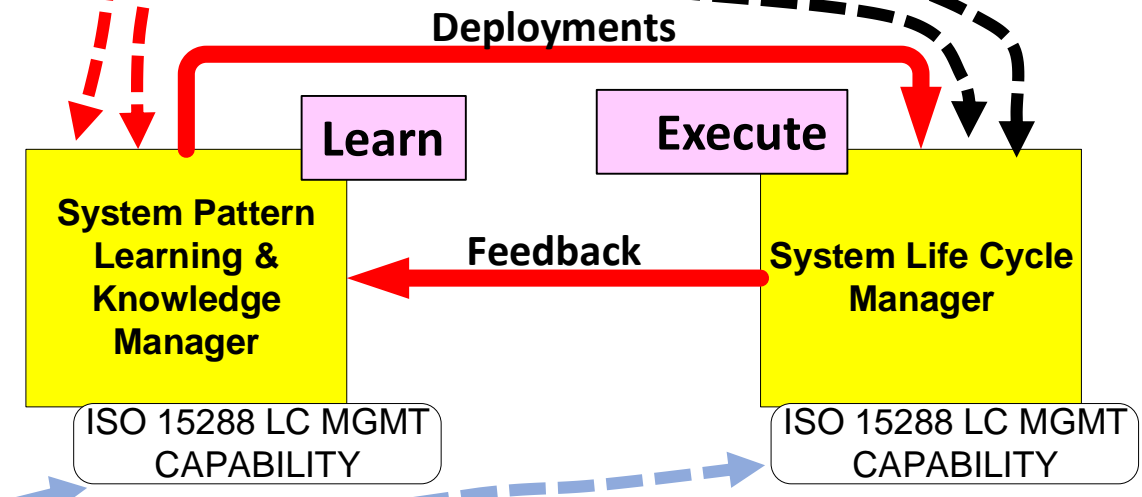 Deployments
Learn
Execute
System Pattern
Learning &
Knowledge
Manager
Feedback
System Life Cycle
Manager
ISO 15288 LC MGMT
CAPABILITY
ISO 15288 LC MGMT
CAPABILITY